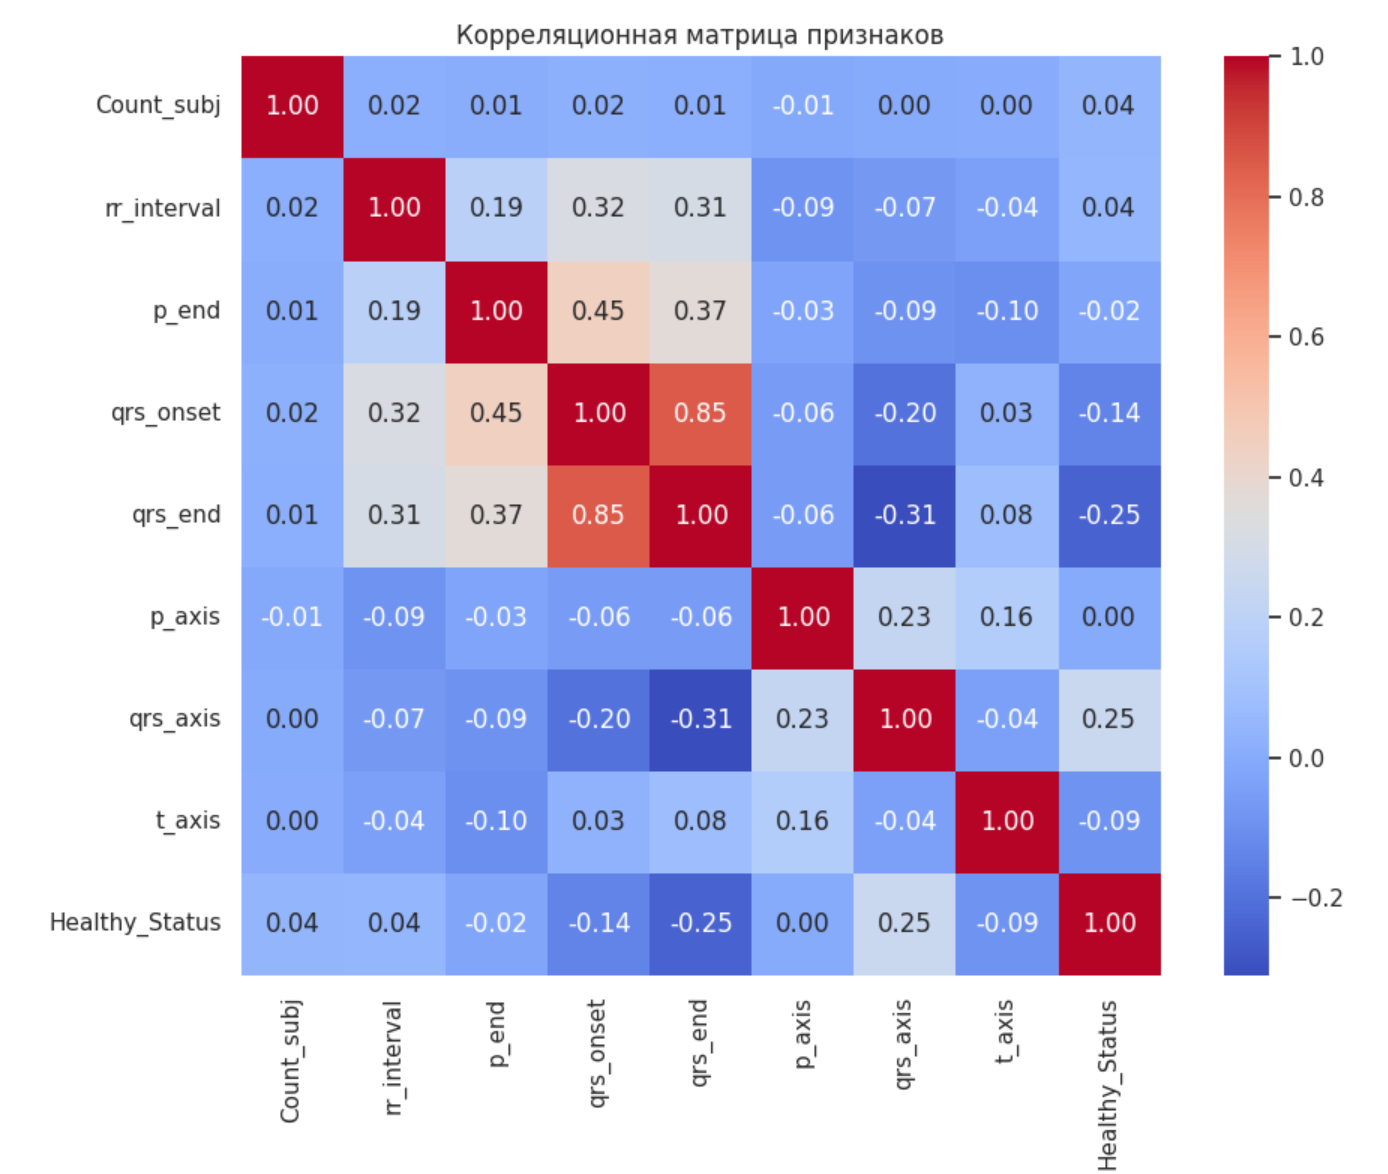 Корреляционная матрица признаков
Count_subj 1.00 0.02 0.01 0.02 0.01 -0.01 0.00 0.00 0.04
rr_interval 0.02 1.00 0.19 0.32 0.31 -0.09 -0.07 -0.04 0.04
p_end 0.01 0.19 1.00 0.45 0.37 -0.03 -0.09 -0.10 -0.02
qrs_onset 0.02 0.32 0.45 1.00 0.85 -0.06 -0.20 0.03 -0.14
qrs_end 0.01 0.31 0.37 0.85 1.00 -0.06 -0.31 0.08 -0.25
p_axis -0.01 -0.09 -0.03 -0.06 -0.06 1.00 0.23 0.16 0.00
qrs_axis 0.00 -0.07 -0.09 -0.20 -0.31 0.23 1.00 -0.04 0.25
t_axis 0.00 -0.04 -0.10 0.03 0.08 0.16 -0.04 1.00 -0.09
Healthy_Status 0.04 0.04 -0.02 -0.14 -0.25 0.00 0.25 -0.09 1.00
Count_subj
rr_interval
p_end
qrs_onset
qrs_end
p_axis
qrs_axis
t_axis
Healthy_Status
1.0
0.8
0.6
0.4
0.2
0.0
−0.2